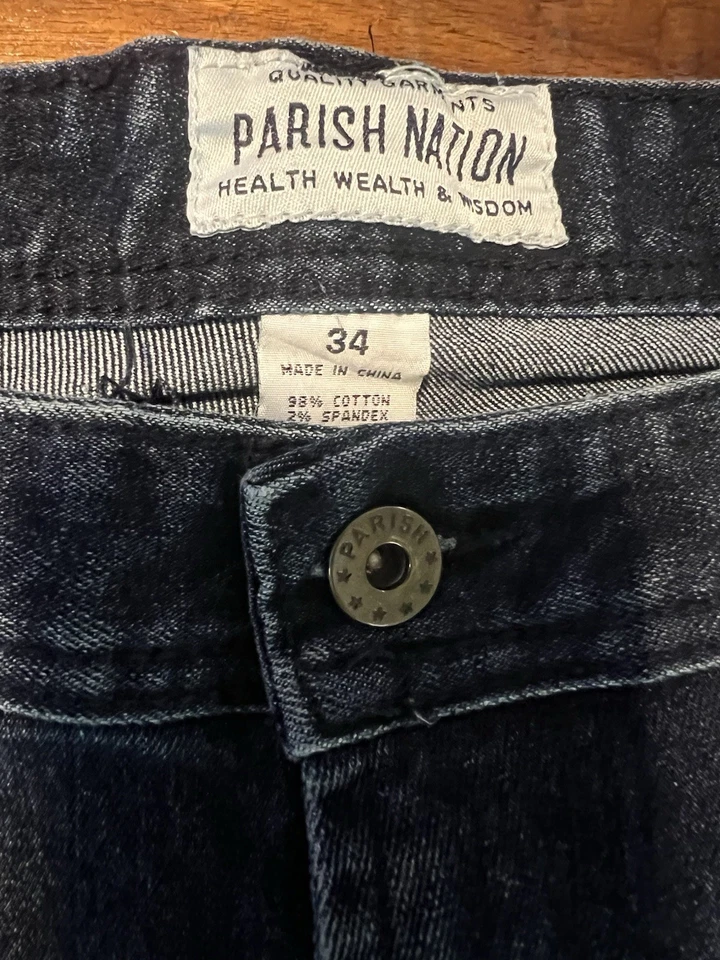 QUALITY GARMENTS
PARISH NATION
HEALTH WEALTH & WISDOM
34
MADE IN CHINA
98% COTTON
2% SPANDEX
PARISH